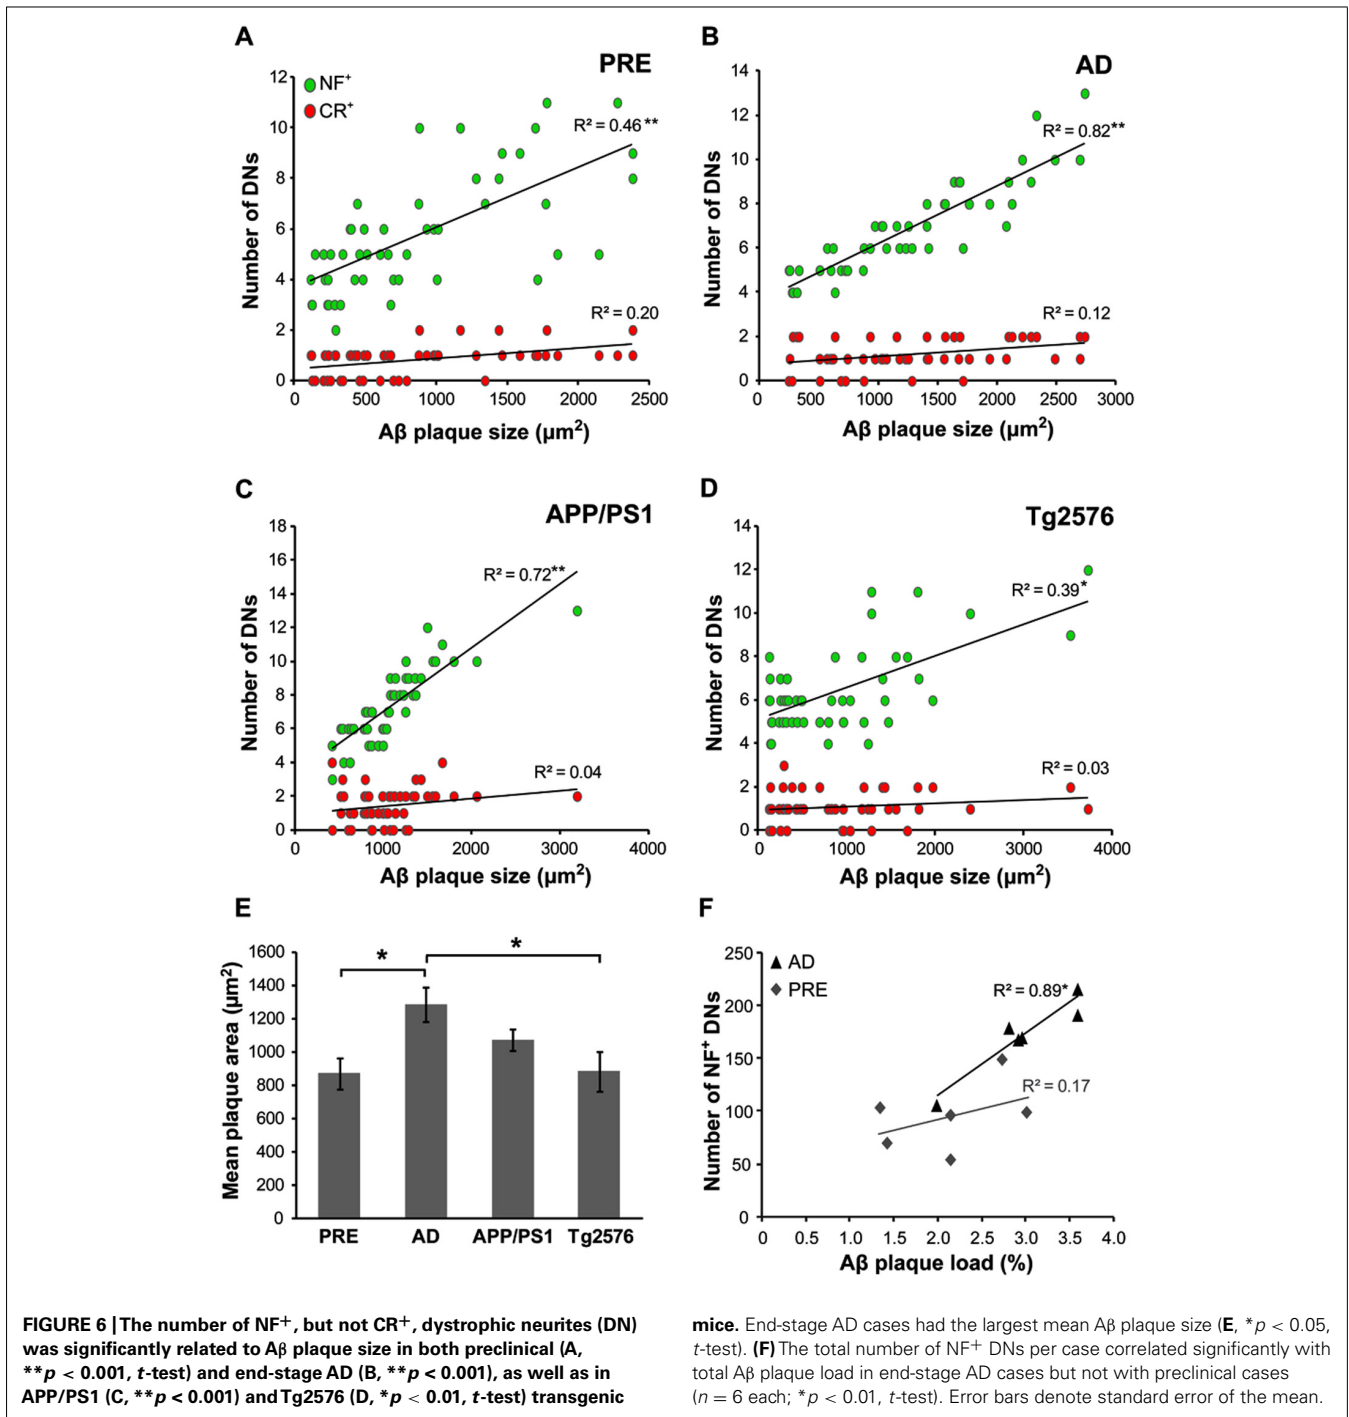 A
PRE
NF+
CR+
12
10
8
6
4
2
0
Number of DNs
R² = 0.46 **
R² = 0.20
0
500
1000
1500
2000
2500
Aβ plaque size (µm²)
B
AD
14
12
10
8
6
4
2
0
Number of DNs
R² = 0.82**
R² = 0.12
0
500
1000
1500
2000
2500
3000
Aβ plaque size (µm²)
C
APP/PS1
18
16
14
12
10
8
6
4
2
0
Number of DNs
R² = 0.72**
R² = 0.04
0
1000
2000
3000
4000
Aβ plaque size (µm²)
D
Tg2576
14
12
10
8
6
4
2
0
Number of DNs
R² = 0.39*
R² = 0.03
0
1000
2000
3000
4000
Aβ plaque size (µm²)
E
1600
1400
1200
1000
800
600
400
200
0
Mean plaque area (µm²)
*
*
PRE
AD
APP/PS1
Tg2576
F
AD
PRE
250
200
150
100
50
0
Number of NF+ DNs
R² = 0.89*
R² = 0.17
0
0.5
1.0
1.5
2.0
2.5
3.0
3.5
4.0
Aβ plaque load (%)
FIGURE 6 | The number of NF+, but not CR+, dystrophic neurites (DN)
was significantly related to Aβ plaque size in both preclinical (A,
**p < 0.001, t-test) and end-stage AD (B, **p < 0.001), as well as in
APP/PS1 (C, **p < 0.001) and Tg2576 (D, *p < 0.01, t-test) transgenic
mice. End-stage AD cases had the largest mean Aβ plaque size (E, *p < 0.05,
t-test). (F) The total number of NF+ DNs per case correlated significantly with
total Aβ plaque load in end-stage AD cases but not with preclinical cases
(n = 6 each; *p < 0.01, t-test). Error bars denote standard error of the mean.